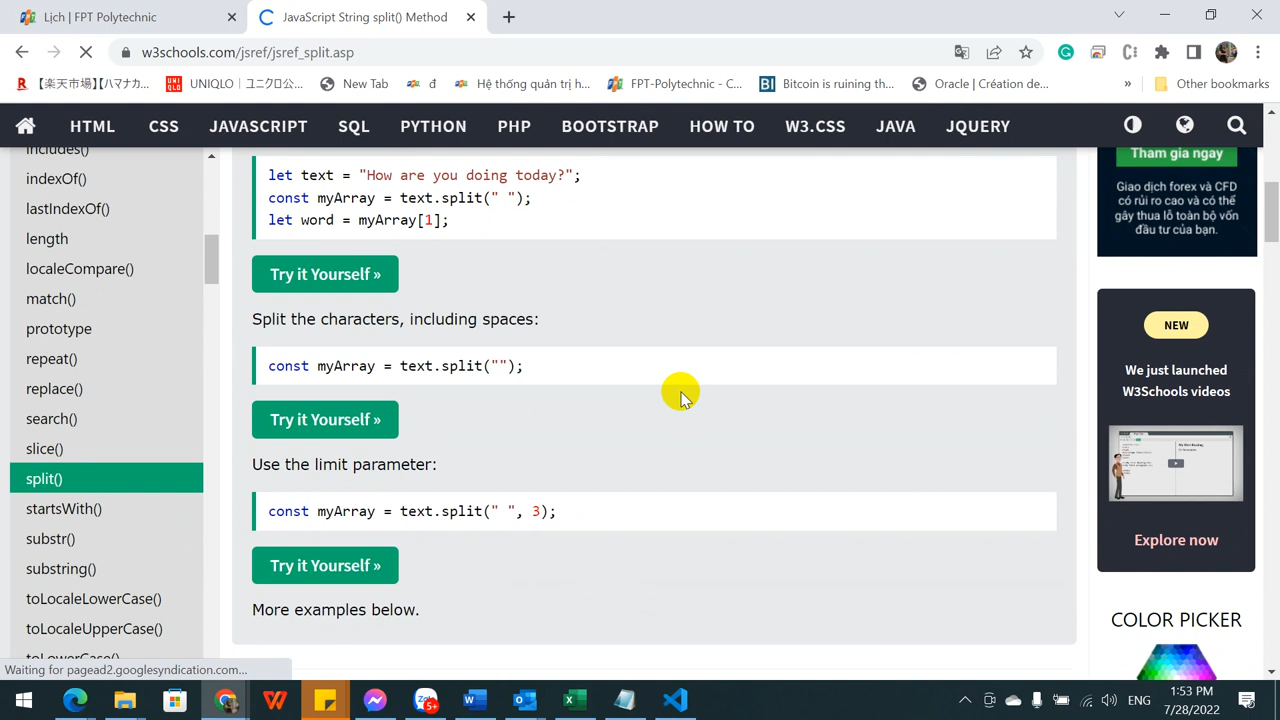 Lịch | FPT Polytechnic
JavaScript String split() Method
w3schools.com/jsref/jsref_split.asp
【楽天市場】【ハマナカ...
UNIQLO｜ユニクロ公...
New Tab
đ
Hệ thống quản trị h...
FPT-Polytechnic - C...
Bitcoin is ruining th...
Oracle | Création de...
»
Other bookmarks
HTML CSS JAVASCRIPT SQL PYTHON PHP BOOTSTRAP HOW TO W3.CSS JAVA JQUERY
includes()
indexOf()
lastIndexOf()
length
localeCompare()
match()
prototype
repeat()
replace()
search()
slice()
split()
startsWith()
substr()
substring()
toLocaleLowerCase()
toLocaleUpperCase()
toLowerCase()
let text = "How are you doing today?";
const myArray = text.split(" ");
let word = myArray[1];
Try it Yourself »
Split the characters, including spaces:
const myArray = text.split("");
Try it Yourself »
Use the limit parameter:
const myArray = text.split(" ", 3);
Try it Yourself »
More examples below.
Tham gia ngay
Giao dịch forex và CFD
có rủi ro cao và có thể
gây thua lỗ toàn bộ vốn
đầu tư của bạn.
NEW
We just launched
W3Schools videos
Explore now
COLOR PICKER
Waiting for pagead2.googlesyndication.com...
5+
ENG
1:53 PM
7/28/2022